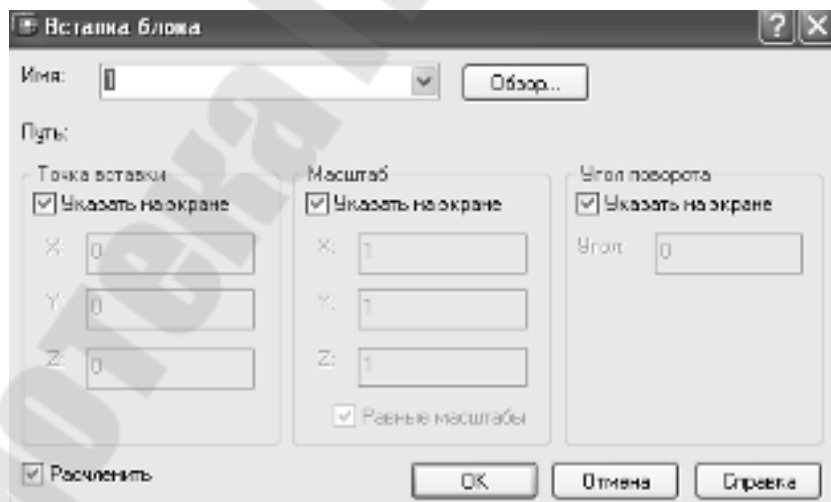 Вставка блока
Имя:
Обзор...
Путь:
Точка вставки
Указать на экране
X: 0
Y: 0
Z: 0
Масштаб
Указать на экране
X: 1
Y: 1
Z: 1
Равные масштабы
Угол поворота
Указать на экране
Угол: 0
Расчленить
OK
Отмена
Справка
отека